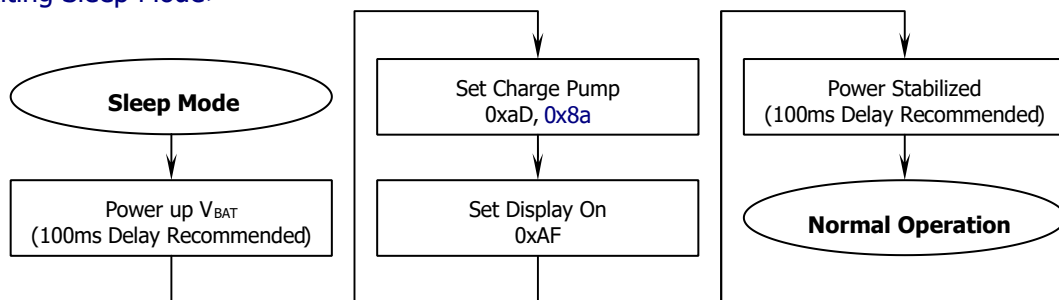 Sleep Mode
Power up VBAT
(100ms Delay Recommended)
Set Charge Pump
0xaD, 0x8a
Set Display On
0xAF
Power Stabilized
(100ms Delay Recommended)
Normal Operation